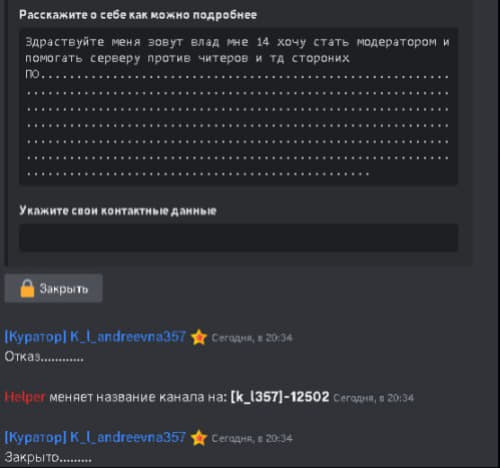 Расскажите о себе как можно подробнее
Здраствуйте меня зовут влад мне 14 хочу стать модератором и
помогать серверу против читеров и тд стороних
ПО.........................................................
...........................................................
...........................................................
...........................................................
...........................................................
...........................................................
................................................
Укажите свои контактные данные
Закрыть
[Куратор] K_l_andreevna357 Сегодня, в 20:34
Отказ............
Helper меняет название канала на: [k_l357]-12502 Сегодня, в 20:34
[Куратор] K_l_andreevna357 Сегодня, в 20:34
Закрыто.........